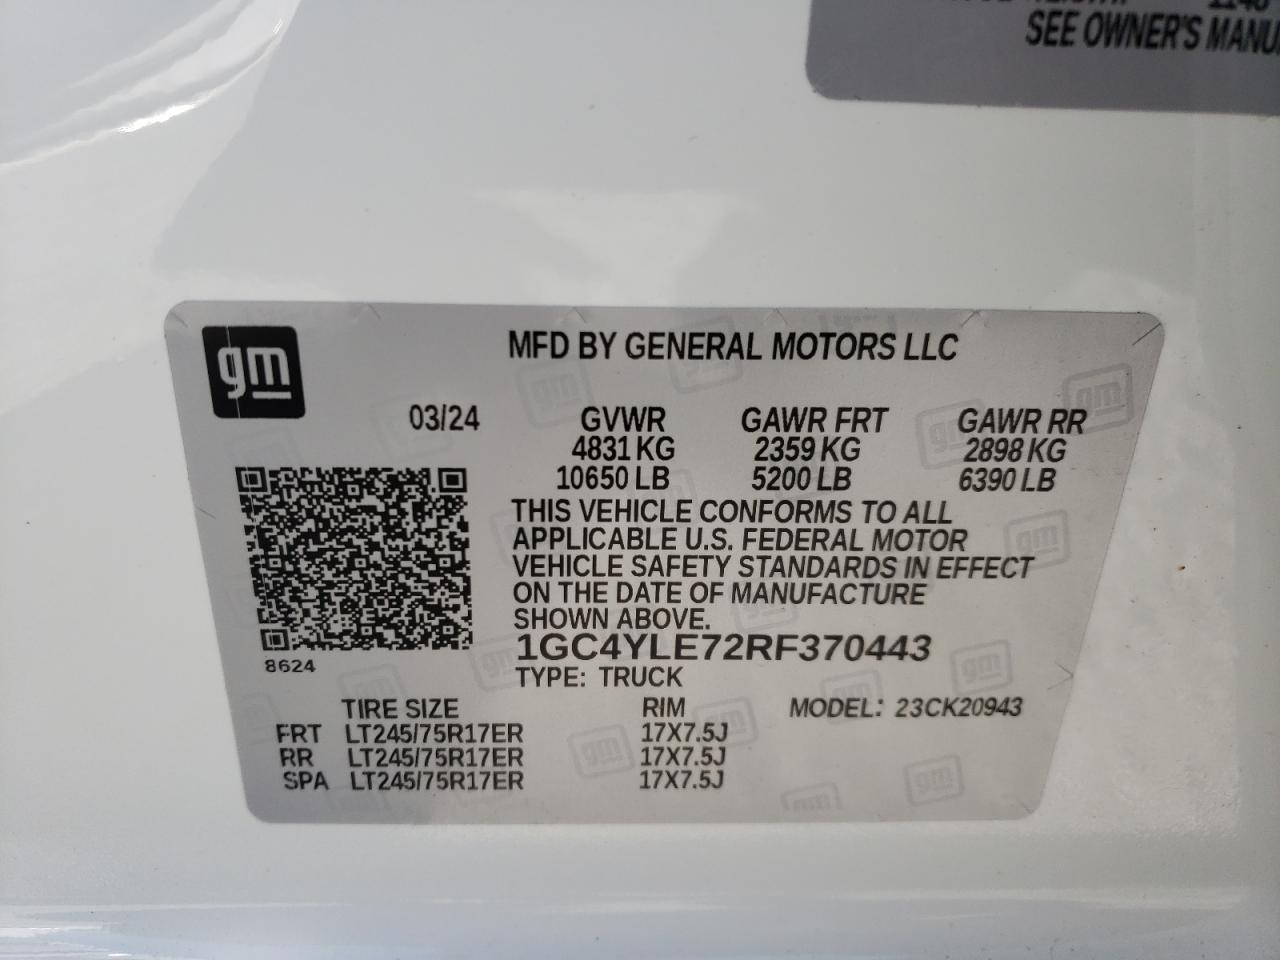 SEE OWNER'S MANU
gm
MFD BY GENERAL MOTORS LLC
03/24 GVWR GAWR FRT GAWR RR
4831 KG 2359 KG 2898 KG
10650 LB 5200 LB 6390 LB
THIS VEHICLE CONFORMS TO ALL
APPLICABLE U.S. FEDERAL MOTOR
VEHICLE SAFETY STANDARDS IN EFFECT
ON THE DATE OF MANUFACTURE
SHOWN ABOVE.
8624 1GC4YLE72RF370443
TYPE: TRUCK
TIRE SIZE RIM MODEL: 23CK20943
FRT LT245/75R17ER 17X7.5J
RR LT245/75R17ER 17X7.5J
SPA LT245/75R17ER 17X7.5J